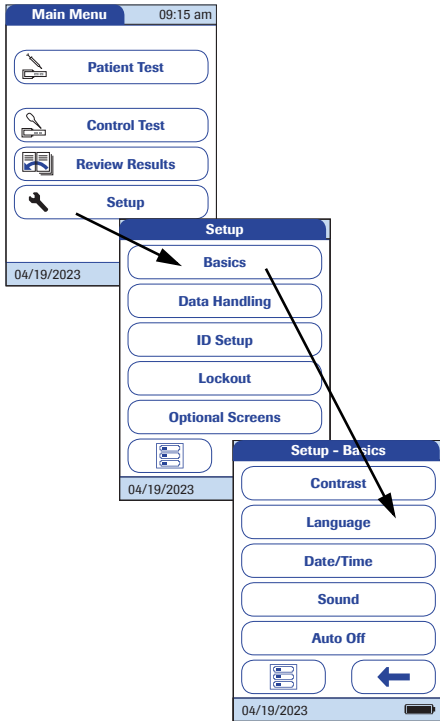 Main Menu 09:15 am
Patient Test
Control Test
Review Results
Setup
04/19/2023
Setup
Basics
Data Handling
ID Setup
Lockout
Optional Screens
04/19/2023
Setup - Basics
Contrast
Language
Date/Time
Sound
Auto Off
04/19/2023